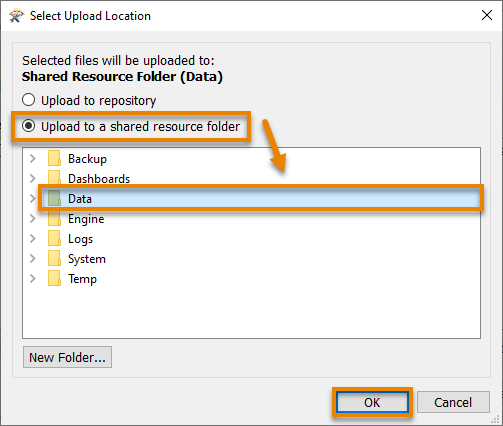 Select Upload Location
Selected files will be uploaded to:
Shared Resource Folder (Data)
Upload to repository
Upload to a shared resource folder
Backup
Dashboards
Data
Engine
Logs
System
Temp
New Folder...
OK Cancel